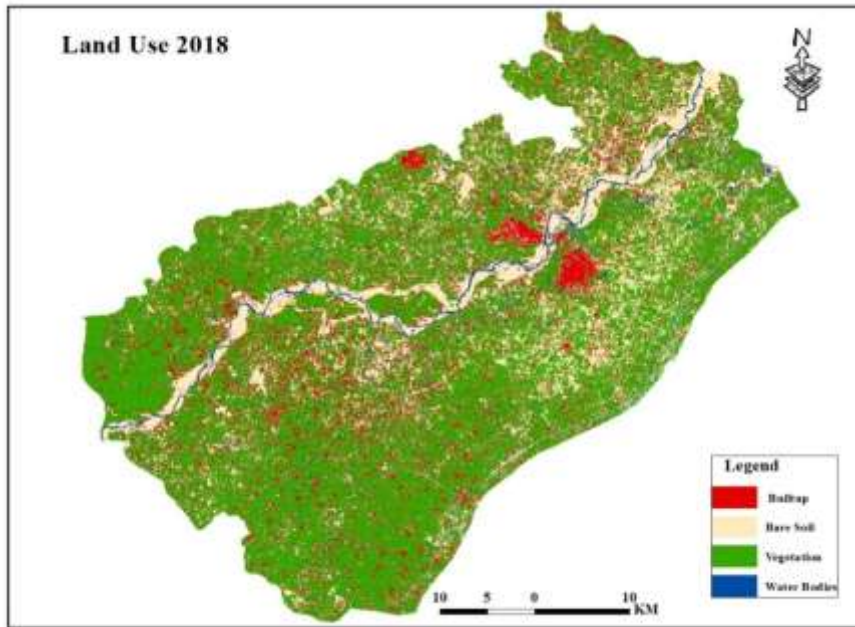 Land Use 2018
N
Legend
Builtup
Bare Soil
Vegetation
Water Bodies
10 5 0 10
KM